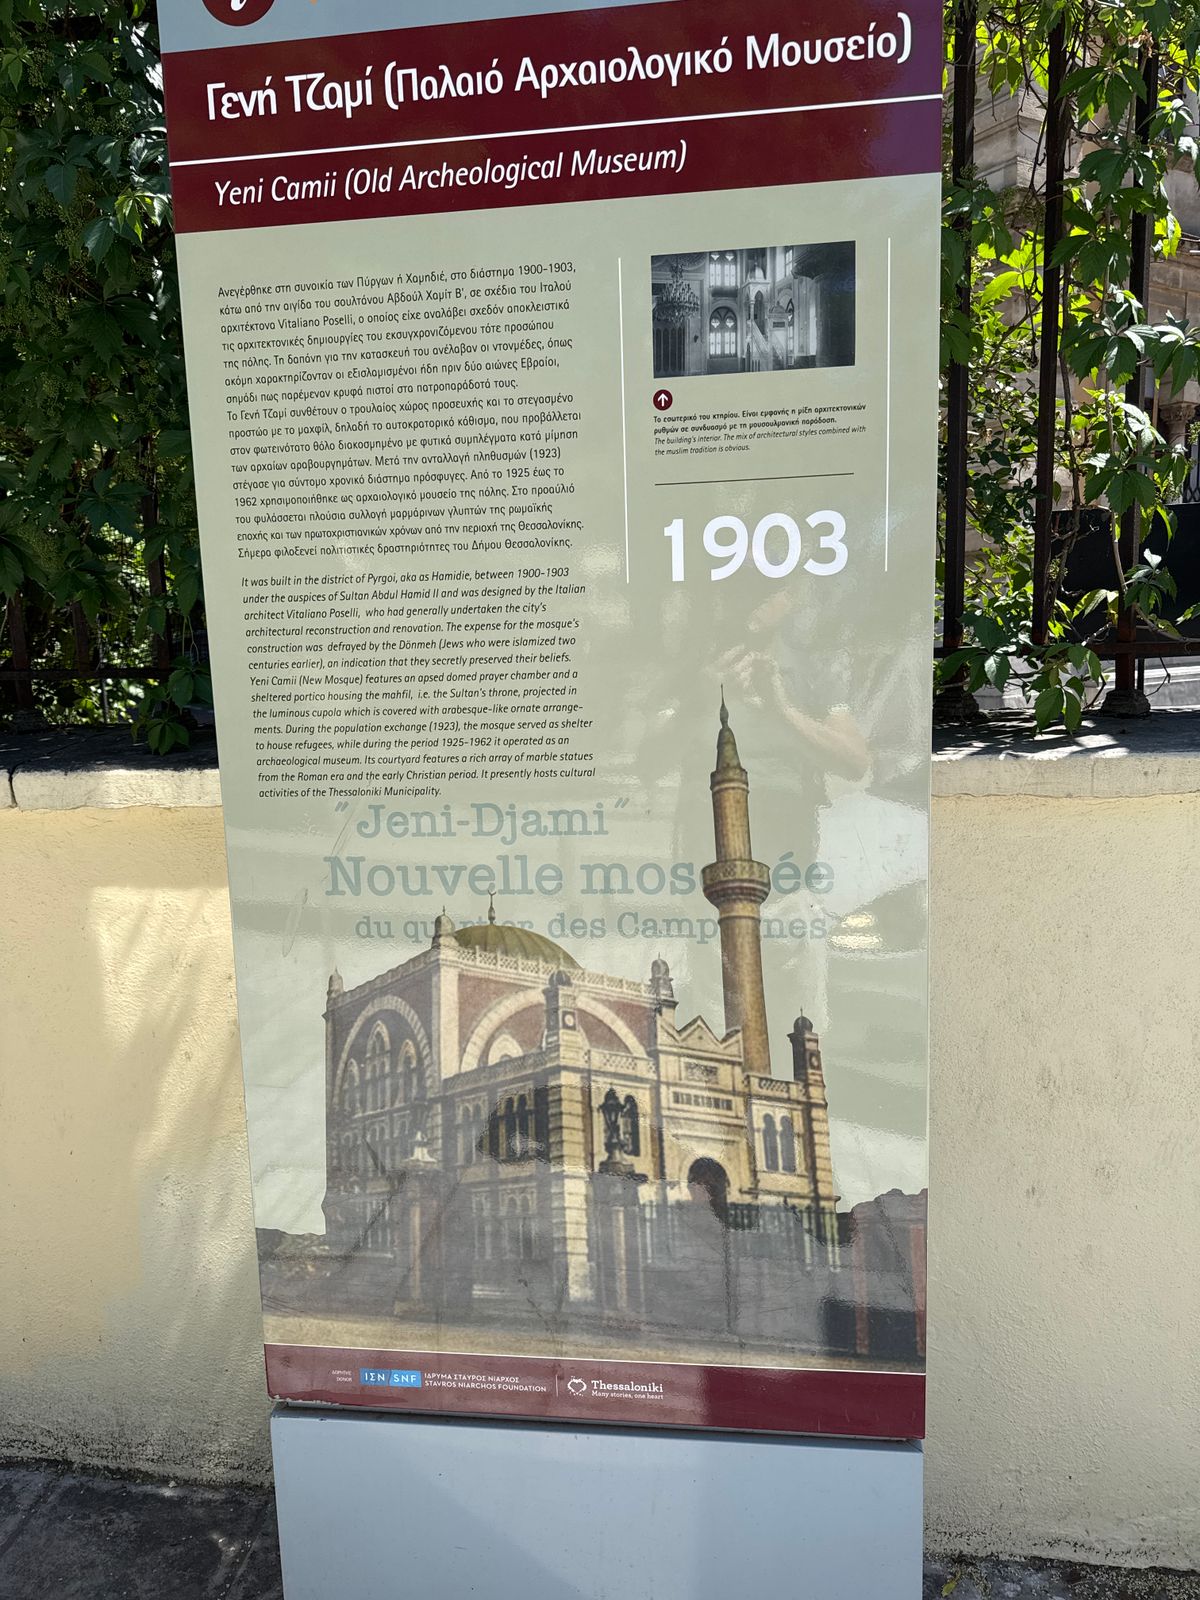 Γενή Τζαμί (Παλαιό Αρχαιολογικό Μουσείο)
Yeni Camii (Old Archeological Museum)
Ανεγέρθηκε στη συνοικία των Πύργων ή Χαμηδιέ, στο διάστημα 1900-1903,
κάτω από την αιγίδα του σουλτάνου Αβδούλ Χαμίτ Β', σε σχέδια του Ιταλού
αρχιτέκτονα Vitaliano Poselli, ο οποίος είχε αναλάβει σχεδόν αποκλειστικά
τις αρχιτεκτονικές δημιουργίες του εκσυγχρονιζόμενου τότε προσώπου
της πόλης. Τη δαπάνη για την κατασκευή του ανέλαβαν οι ντονμέδες, όπως
ακόμη χαρακτηρίζονταν οι εξισλαμισμένοι ήδη πριν δύο αιώνες Εβραίοι,
σημάδι πως παρέμεναν κρυφά πιστοί στα πατροπαράδοτά τους.
Το Γενή Τζαμί συνθέτουν ο τρουλαίος χώρος προσευχής και το στεγασμένο
προστώο με το μαχφίλ, δηλαδή το αυτοκρατορικό κάθισμα, που προβάλλεται
στον φωτεινότατο θόλο διακοσμημένο με φυτικά συμπλέγματα κατά μίμηση
των αρχαίων αραβουργημάτων. Μετά την ανταλλαγή πληθυσμών (1923)
στέγασε για σύντομο χρονικό διάστημα πρόσφυγες. Από το 1925 έως το
1962 χρησιμοποιήθηκε ως αρχαιολογικό μουσείο της πόλης. Στο προαύλιό
του φυλάσσεται πλούσια συλλογή μαρμάρινων γλυπτών της ρωμαϊκής
εποχής και των πρωτοχριστιανικών χρόνων από την περιοχή της Θεσσαλονίκης.
Σήμερα φιλοξενεί πολιτιστικές δραστηριότητες του Δήμου Θεσσαλονίκης.
It was built in the district of Pyrgoi, aka as Hamidie, between 1900-1903
under the auspices of Sultan Abdul Hamid II and was designed by the Italian
architect Vitaliano Poselli, who had generally undertaken the city's
architectural reconstruction and renovation. The expense for the mosque's
construction was defrayed by the Dönmeh (Jews who were islamized two
centuries earlier), an indication that they secretly preserved their beliefs.
Yeni Camii (New Mosque) features an apsed domed prayer chamber and a
sheltered portico housing the mahfil, i.e. the Sultan's throne, projected in
the luminous cupola which is covered with arabesque-like ornate arrange-
ments. During the population exchange (1923), the mosque served as shelter
to house refugees, while during the period 1925-1962 it operated as an
archaeological museum. Its courtyard features a rich array of marble statues
from the Roman era and the early Christian period. It presently hosts cultural
activities of the Thessaloniki Municipality.
Το εσωτερικό του κτηρίου. Είναι εμφανής η μίξη αρχιτεκτονικών
ρυθμών σε συνδυασμό με τη μουσουλμανική παράδοση.
The building's interior. The mix of architectural styles combined with
the muslim tradition is obvious.
1903
"Jeni-Djami"
Nouvelle mos ée
du des Camp nes
ΔΩΡΗΤΗΣ
DONOR
ΙΣΝ / SNF
ΙΔΡΥΜΑ ΣΤΑΥΡΟΣ ΝΙΑΡΧΟΣ
STAVROS NIARCHOS FOUNDATION
Thessaloniki
Many stories, one heart